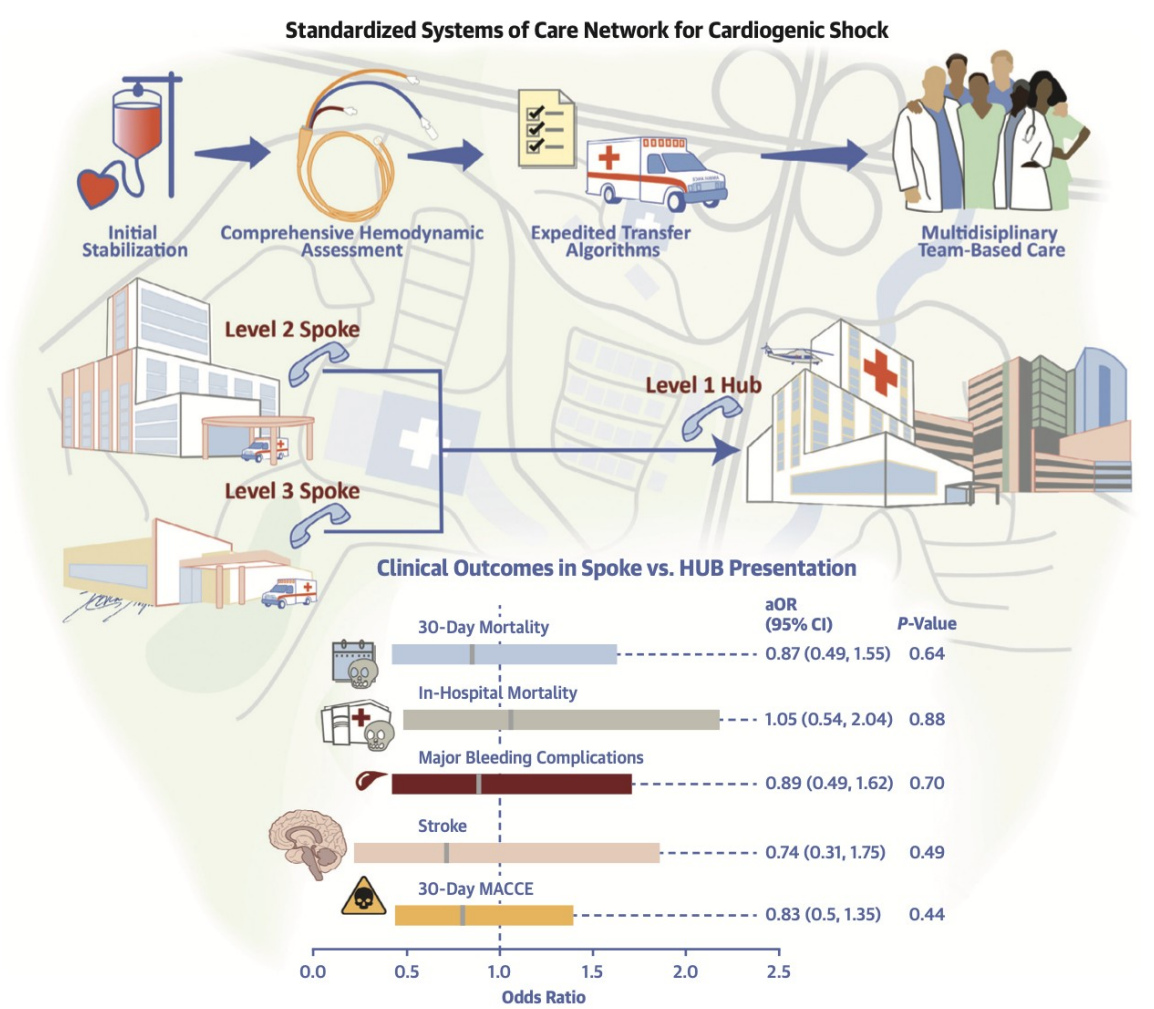 Standardized Systems of Care Network for Cardiogenic Shock
Initial
Stabilization
Comprehensive Hemodynamic
Assessment
Expedited Transfer
Algorithms
Multidisiplinary
Team-Based Care
Level 2 Spoke
Level 1 Hub
Level 3 Spoke
Clinical Outcomes in Spoke vs. HUB Presentation
aOR
(95% CI) P-Value
30-Day Mortality
0.87 (0.49, 1.55) 0.64
In-Hospital Mortality
1.05 (0.54, 2.04) 0.88
Major Bleeding Complications
0.89 (0.49, 1.62) 0.70
Stroke
0.74 (0.31, 1.75) 0.49
30-Day MACCE
0.83 (0.5, 1.35) 0.44
0.0 0.5 1.0 1.5 2.0 2.5
Odds Ratio